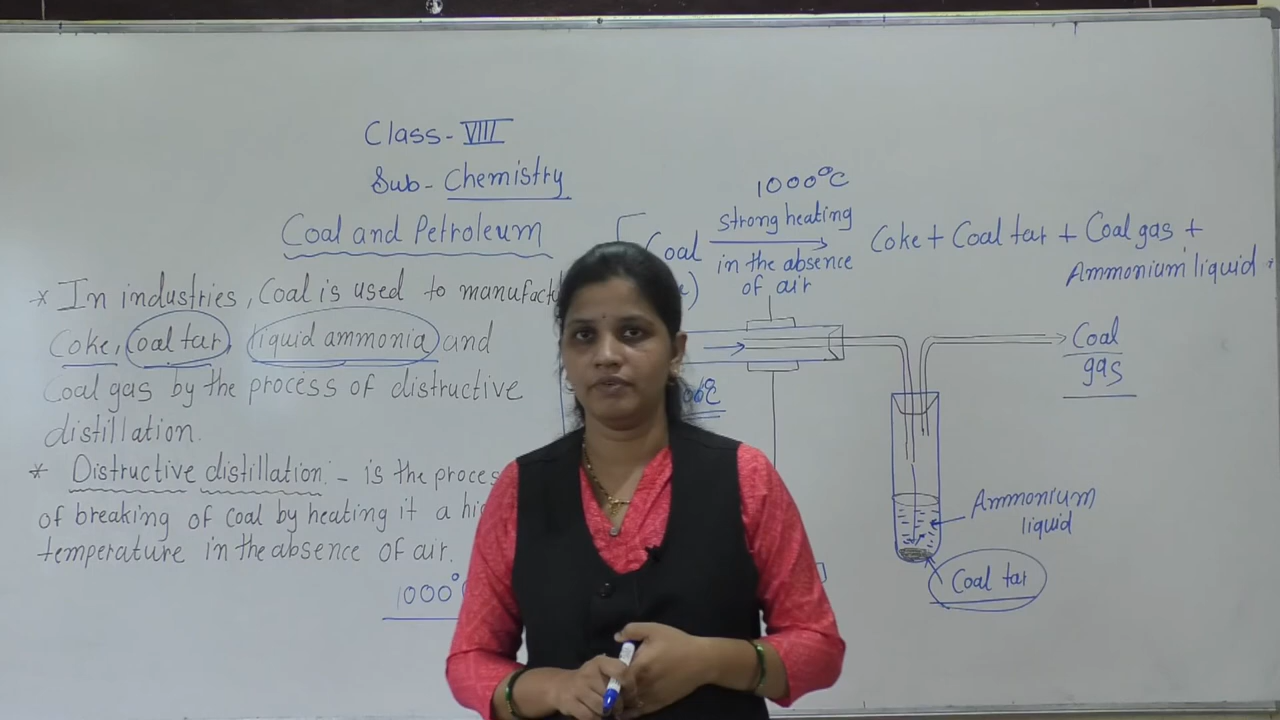 Class-VIII
Sub- Chemistry
Coal and Petroleum
* In industries, Coal is used to manufact
Coke, Coal tar, liquid ammonia and
Coal gas by the process of distructive
distillation.
* Distructive distillation:- is the proces
of breaking of coal by heating it a hi
temperature in the absence of air.
1000°
1000°C
Coal strong heating Coke + Coal tar + Coal gas +
in the absence Ammonium liquid.
of air
Coal
gas
Ammonium
liquid
Coal tar